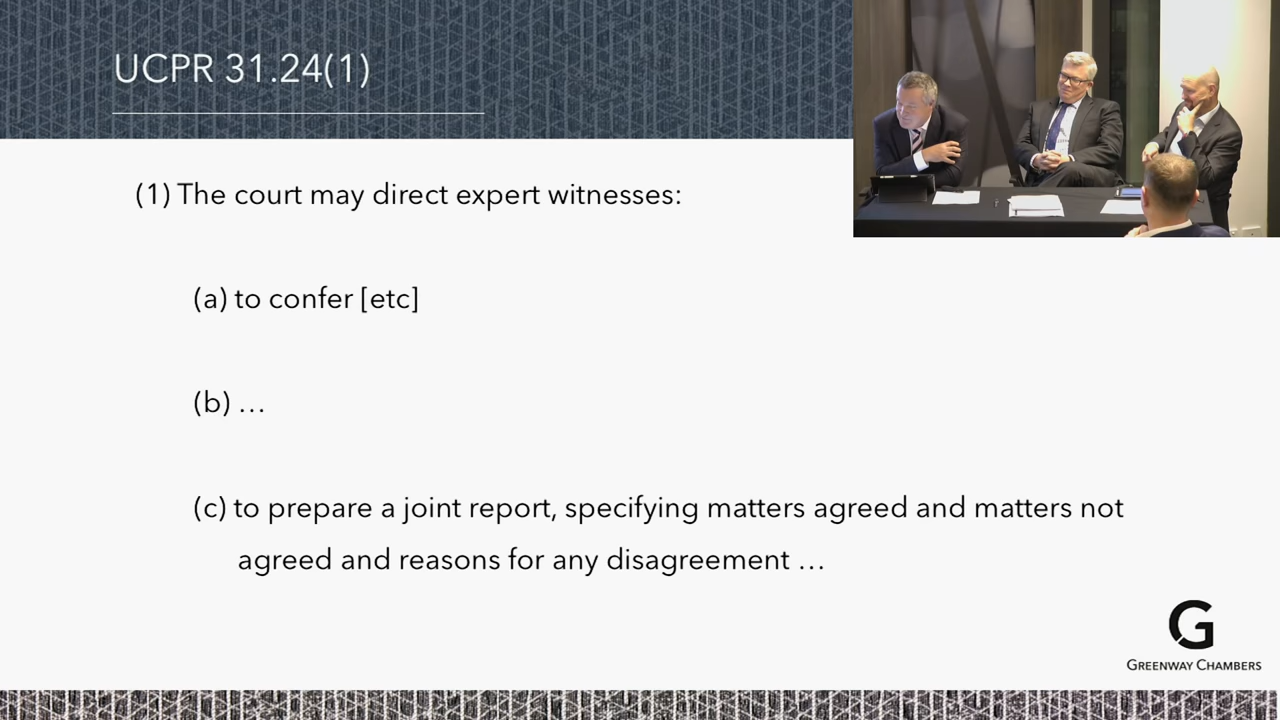 UCPR 31.24(1)
(1) The court may direct expert witnesses:
(a) to confer [etc]
(b) …
(c) to prepare a joint report, specifying matters agreed and matters not
agreed and reasons for any disagreement …
G
GREENWAY CHAMBERS